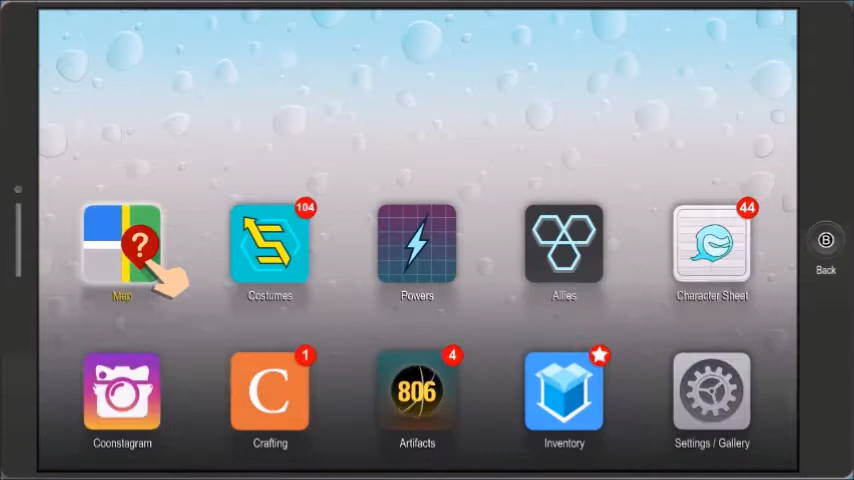 ?
104
44
Map
Costumes
Powers
Allies
Character Sheet
B
Back
1
C
4
806
Coonstagram
Crafting
Artifacts
Inventory
Settings / Gallery